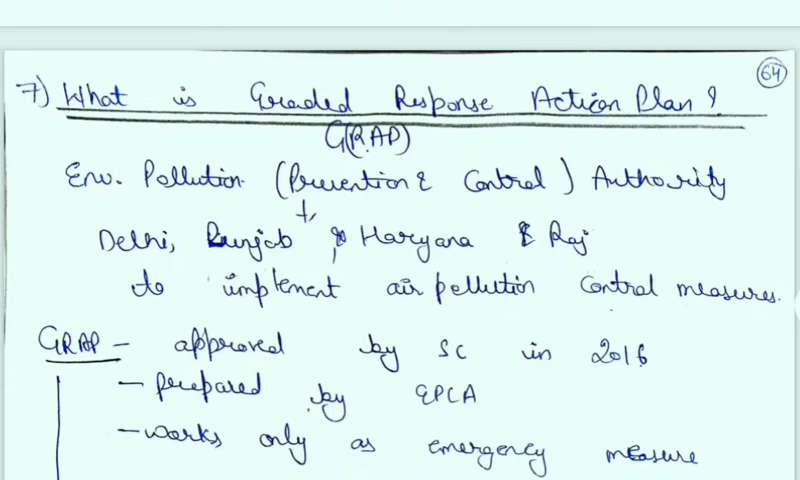 64
7) What is Graded Response Action Plan?
(GRAP)
Env. Pollution (Prevention & Control) Authority
Delhi, Punjab, Haryana & Raj
to implement air pollution control measures.
GRAP - approved by SC in 2016
- prepared by EPCA
- works only as emergency measure